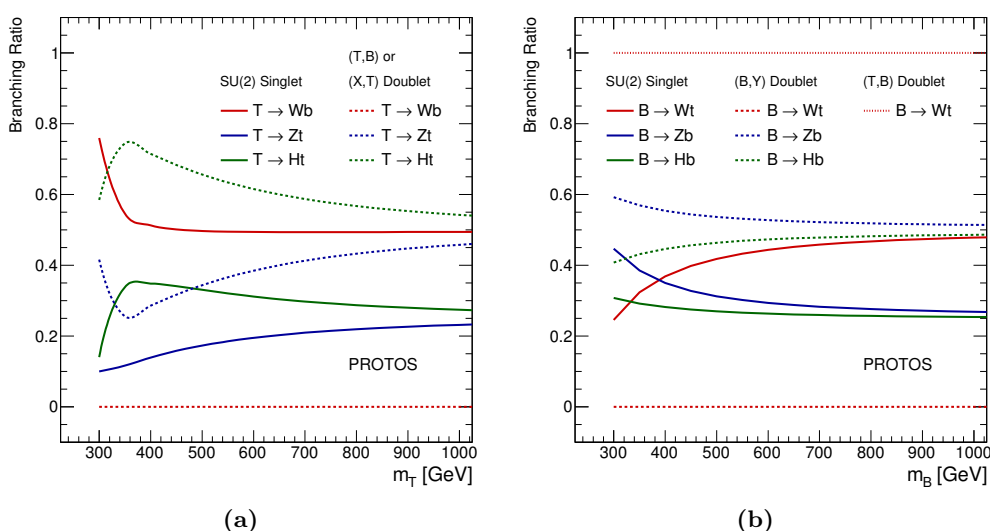 Branching Ratio
1
0.8
0.6
0.4
0.2
0
(T,B) or
SU(2) Singlet (X,T) Doublet
T → Wb T → Wb
T → Zt T → Zt
T → Ht T → Ht
PROTOS
300 400 500 600 700 800 900 1000
m_T [GeV]
(a)
Branching Ratio
1
0.8
0.6
0.4
0.2
0
SU(2) Singlet (B,Y) Doublet (T,B) Doublet
B → Wt B → Wt B → Wt
B → Zb B → Zb
B → Hb B → Hb
PROTOS
300 400 500 600 700 800 900 1000
m_B [GeV]
(b)